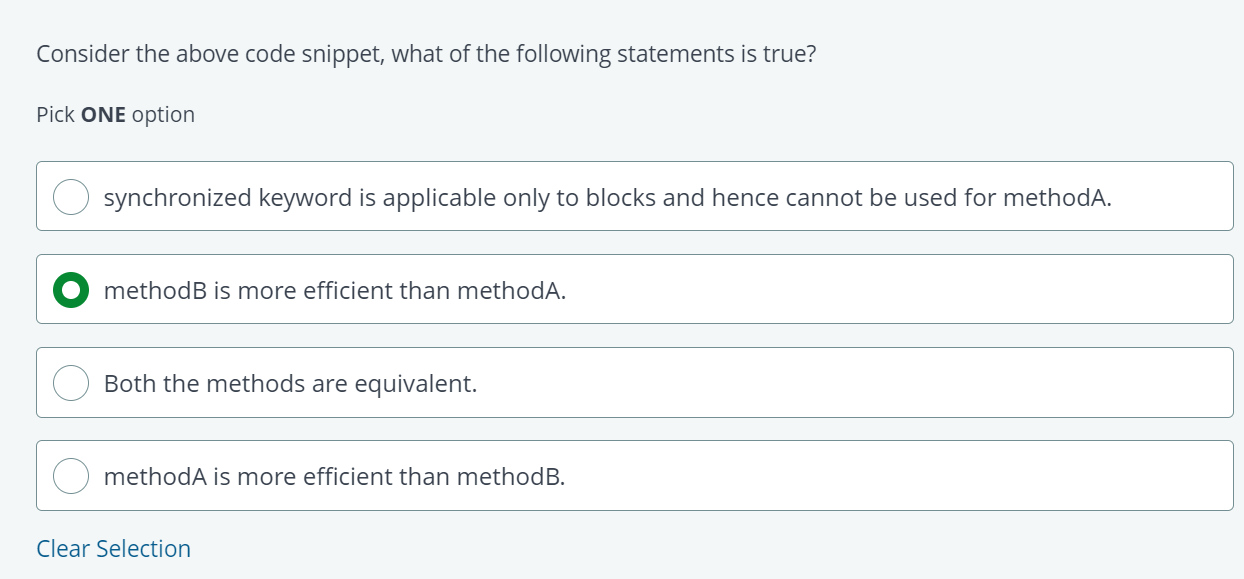 Consider the above code snippet, what of the following statements is true?
Pick ONE option
synchronized keyword is applicable only to blocks and hence cannot be used for methodA.
methodB is more efficient than methodA.
Both the methods are equivalent.
methodA is more efficient than methodB.
Clear Selection